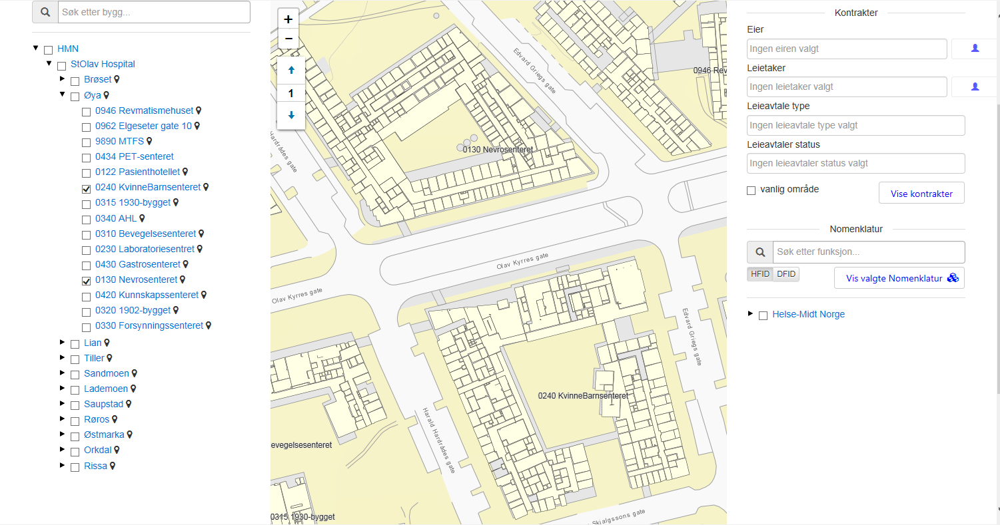 Søk etter bygg...
HMN
StOlav Hospital
Brøset
Øya
0946 Revmatismehuset
0962 Elgeseter gate 10
9890 MTFS
0434 PET-senteret
0122 Pasienthotellet
0240 KvinneBarnsenteret
0315 1930-bygget
0340 AHL
0310 Bevegelsesenteret
0230 Laboratoriesentret
0430 Gastrosenteret
0130 Nevrosenteret
0420 Kunnskapssenteret
0320 1902-bygget
0330 Forsynningssenteret
Lian
Tiller
Sandmoen
Lademoen
Saupstad
Røros
Østmarka
Orkdal
Rissa
+
−
1
Edvard Griegs gate
0946 Rev
Hardrådes gate
0130 Nevrosenteret
Olav Kyrres gate
Olav Kyrres gate
Edvard Griegs gate
0240 KvinneBarnsenteret
Harald Hardrådes gate
evegelsesenteret
0315 1930-bygget
Skjalgssons gate
Kontrakter
Eier
Ingen eiren valgt
Leietaker
Ingen leietaker valgt
Leieavtale type
Ingen leieavtale type valgt
Leieavtaler status
Ingen leieavtaler status valgt
vanlig område
Vise kontrakter
Nomenklatur
Søk etter funksjon...
HFID DFID
Vis valgte Nomenklatur
Helse-Midt Norge